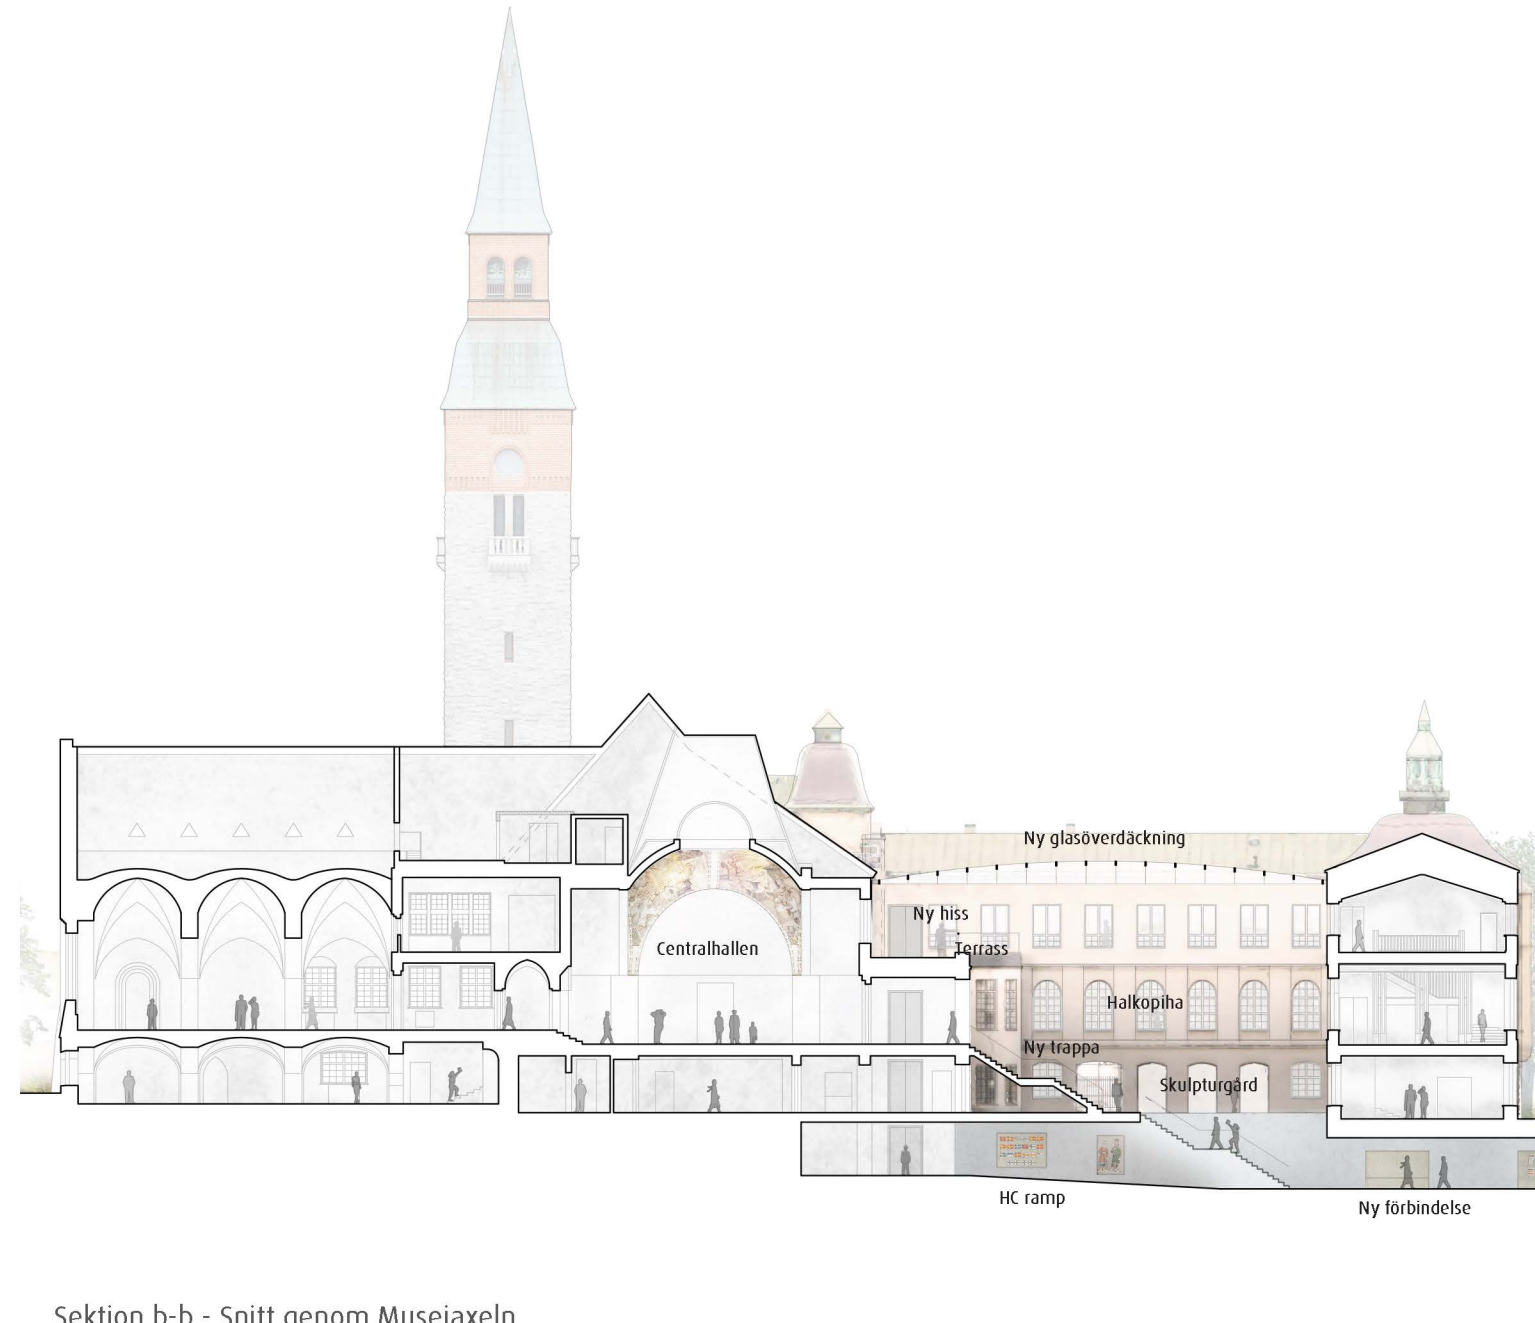 Ny glasöverdäckning
Ny hiss
Terrass
Centralhallen
Halkopiha
Ny trappa
Skulpturgård
HC ramp
Ny förbindelse
Sektion b-b - Snitt genom Museiaxeln